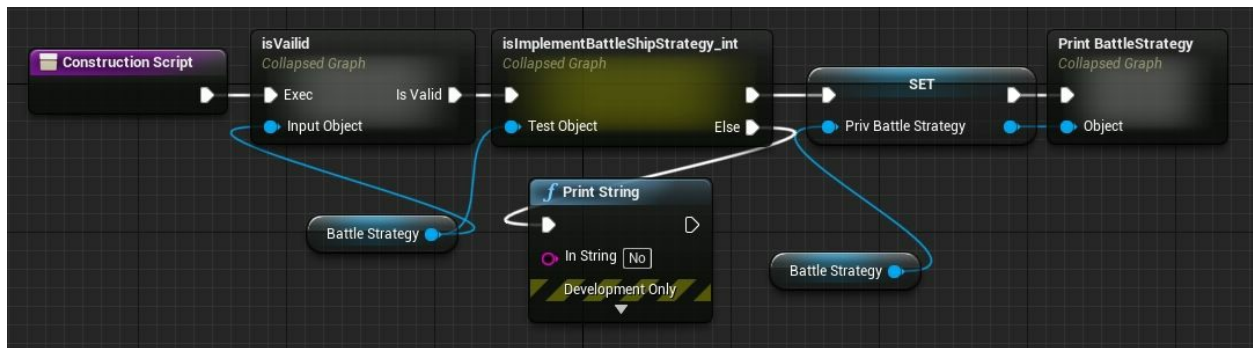 Construction Script
isVailid
Collapsed Graph
Exec
Is Valid
Input Object
isImplementBattleShipStrategy_int
Collapsed Graph
Test Object
Else
SET
Priv Battle Strategy
Print BattleStrategy
Collapsed Graph
Object
Battle Strategy
f Print String
In String No
Development Only
Battle Strategy